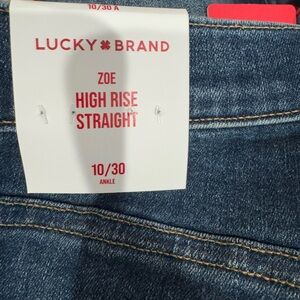 10/30 A
LUCKY BRAND
ZOE
HIGH RISE
STRAIGHT
10/30
ANKLE